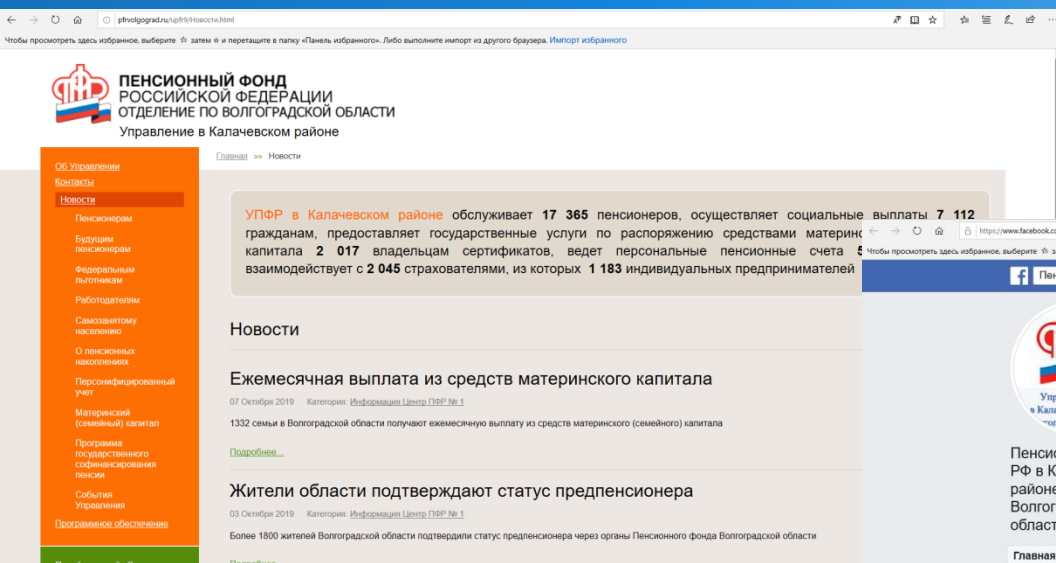 pfrvolgograd.ru/upfr9/Новости.html
Чтобы просмотреть здесь избранное, выберите затем и перетащите в папку «Панель избранного». Либо выполните импорт из другого браузера. Импорт избранного
ПЕНСИОННЫЙ ФОНД
РОССИЙСКОЙ ФЕДЕРАЦИИ
ОТДЕЛЕНИЕ ПО ВОЛГОГРАДСКОЙ ОБЛАСТИ
Управление в Калачевском районе
Главная >> Новости
Об Управлении
Контакты
Новости
Пенсионерам
Будущим
пенсионерам
Федеральным
льготникам
Работодателям
Самозанятому
населению
О пенсионных
накоплениях
Персонифицированный
учет
Материнский
(семейный) капитал
Программа
государственного
софинансирования
пенсии
События
Управления
Программное обеспечение
УПФР в Калачевском районе обслуживает 17 365 пенсионеров, осуществляет социальные выплаты 7 112
гражданам, предоставляет государственные услуги по распоряжению средствами материнс
капитала 2 017 владельцам сертификатов, ведет персональные пенсионные счета 5
взаимодействует с 2 045 страхователями, из которых 1 183 индивидуальных предпринимателей
Новости
Ежемесячная выплата из средств материнского капитала
07 Октября 2019 Категория: Информация Центр ПФР № 1
1332 семьи в Волгоградской области получают ежемесячную выплату из средств материнского (семейного) капитала
Подробнее...
Жители области подтверждают статус предпенсионера
03 Октября 2019 Категория: Информация Центр ПФР № 1
Более 1800 жителей Волгоградской области подтвердили статус предпенсионера через органы Пенсионного фонда Волгоградской области
https://www.facebook.co
Чтобы просмотреть здесь избранное, выберите з
Пен
Упр
в Кала
Пенсио
РФ в К
районе
Волгог
област
Главная